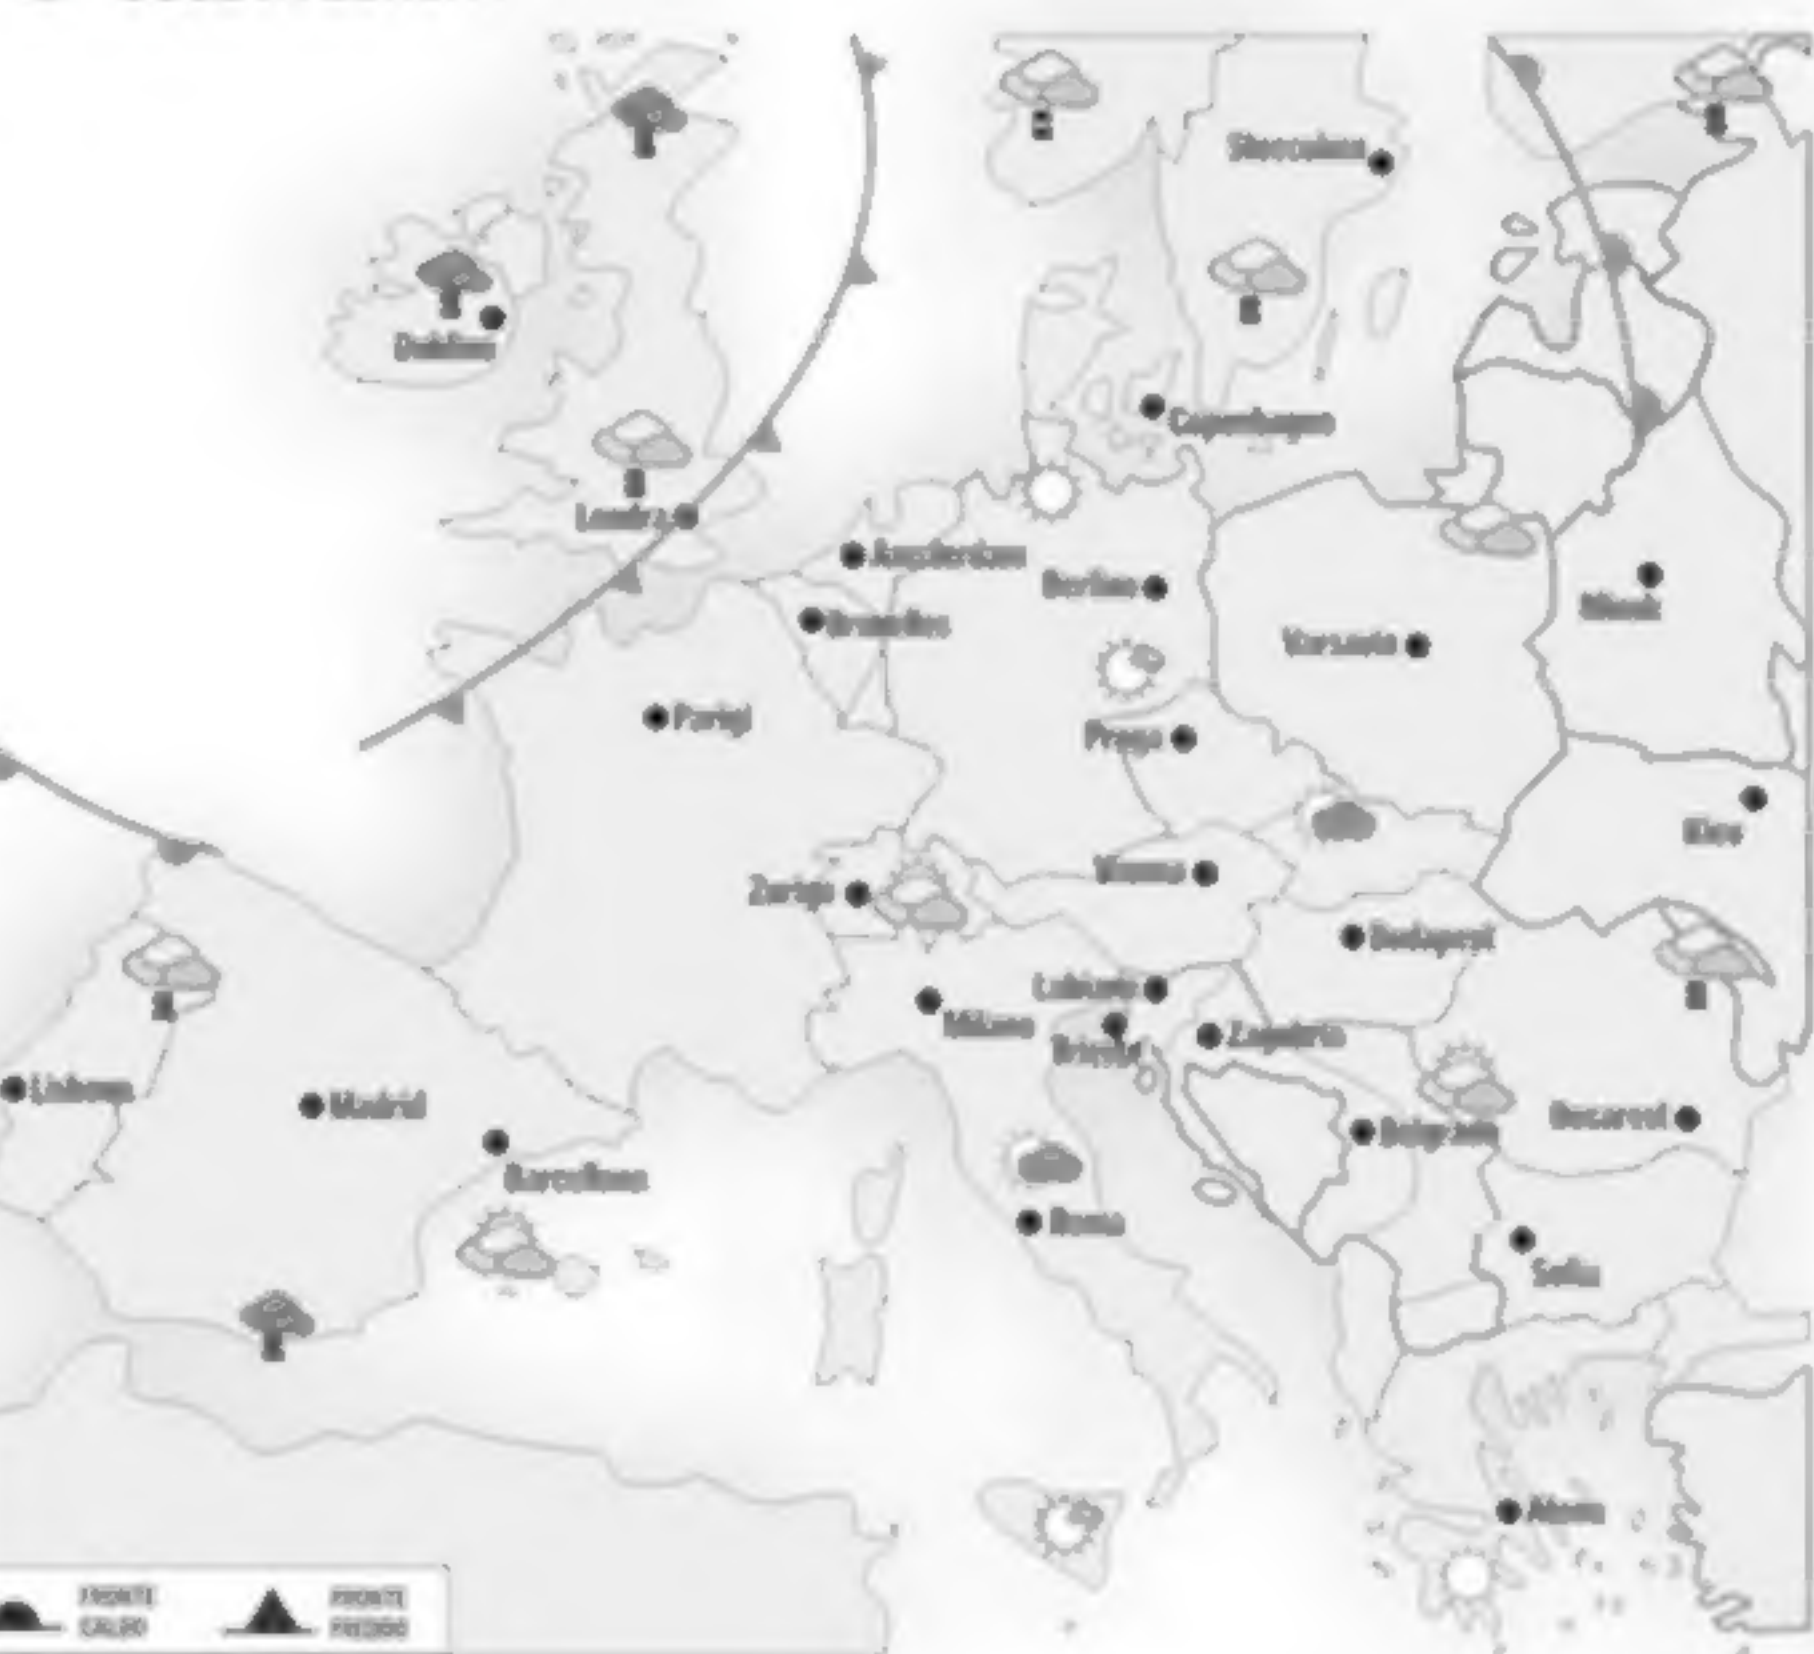 Stoccolma
Dublino
Copenhagen
Londra
Amsterdam
Berlino
Minsk
Bruxelles
Varsavia
Parigi
Praga
Kiev
Vienna
Zurigo
Budapest
Lubiana
Milano
Zagabria
Trieste
Lisbona
Madrid
Bucarest
Belgrado
Barcellona
Roma
Sofia
Atene
FRONTE
CALDO
FRONTE
FREDDO